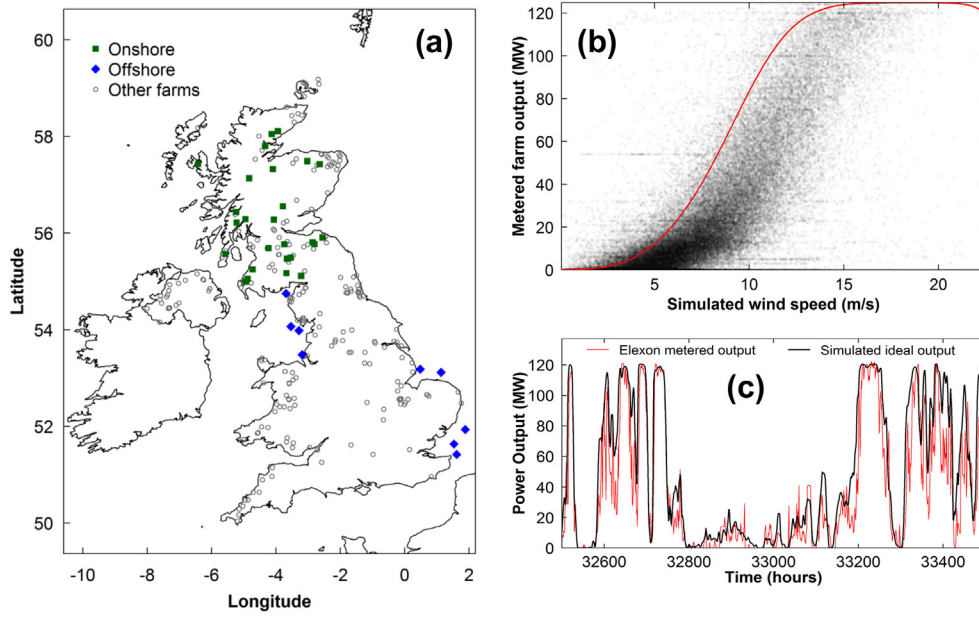 (a)
Onshore
Offshore
Other farms
60
58
56
54
52
50
Latitude
-10
-8
-6
-4
-2
0
2
Longitude
(b)
120
100
80
60
40
20
0
Metered farm output (MW)
5
10
15
20
Simulated wind speed (m/s)
Elexon metered output
Simulated ideal output
(c)
120
100
80
60
40
20
0
Power Output (MW)
32600
32800
33000
33200
33400
Time (hours)